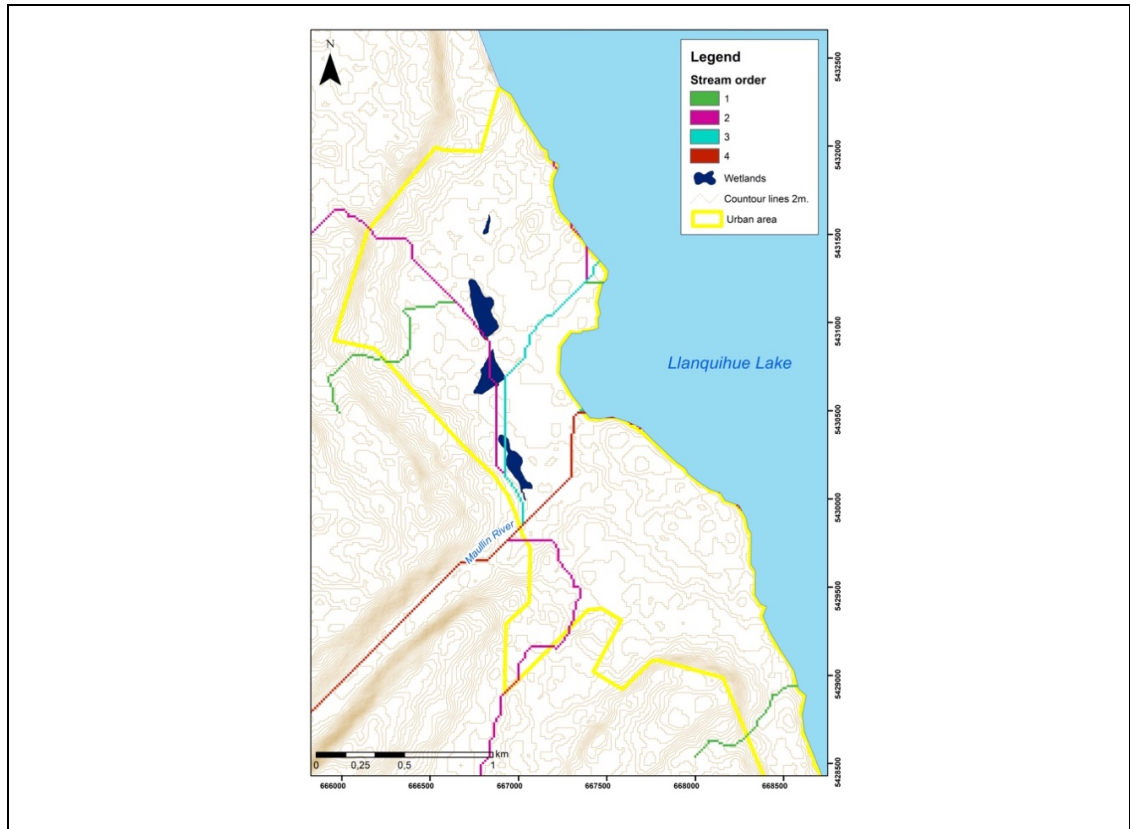 N
Legend
Stream order
1
2
3
4
Wetlands
Countour lines 2m.
Urban area
Llanquihue Lake
Maullin River
km
0 0,25 0,5 1
666000 666500 667000 667500 668000 668500
5432500
5432000
5431500
5431000
5430500
5430000
5429500
5429000
5428500